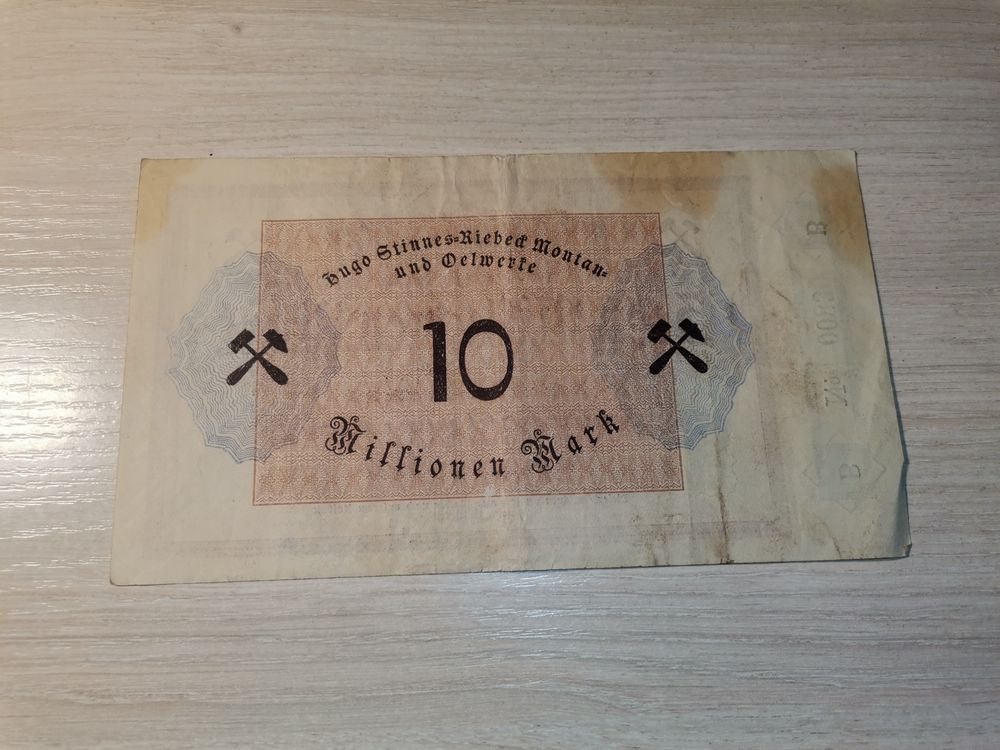 Hugo Stinnes-Riebeck Montan-
und Oelwerke
10
Millionen Mark
B
B